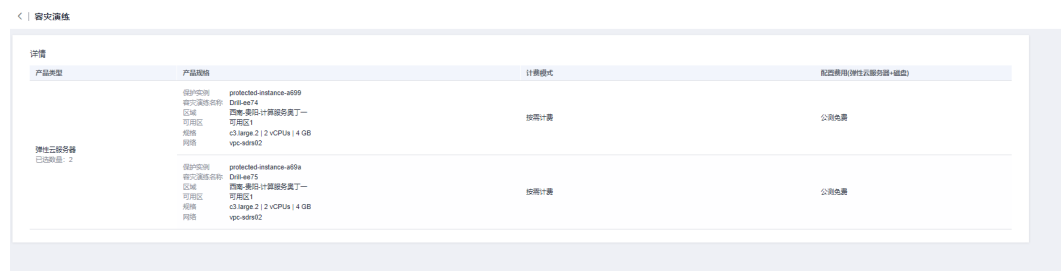 容灾演练
详情
产品类型 产品规格 计费模式 配置费用(弹性云服务器+磁盘)
弹性云服务器
已选数量：2
保护实例 protected-instance-a699
容灾演练名称 Drill-ee74
区域 西南-贵阳-计算服务奥丁一
可用区 可用区1
规格 c3.large.2 | 2 vCPUs | 4 GB
网络 vpc-sdrs02
按需计费
公测免费
保护实例 protected-instance-a69a
容灾演练名称 Drill-ee75
区域 西南-贵阳-计算服务奥丁一
可用区 可用区1
规格 c3.large.2 | 2 vCPUs | 4 GB
网络 vpc-sdrs02
按需计费
公测免费